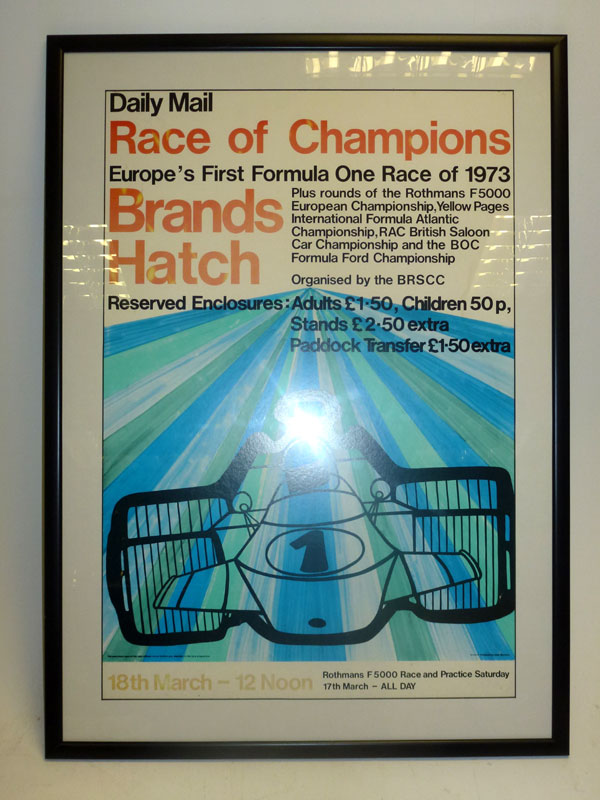 Daily Mail
Race of Champions
Europe's First Formula One Race of 1973
Brands
Hatch
Plus rounds of the Rothmans F5000
European Championship, Yellow Pages
International Formula Atlantic
Championship, RAC British Saloon
Car Championship and the BOC
Formula Ford Championship
Organised by the BRSCC
Reserved Enclosures: Adults £1·50, Children 50p,
Stands £2·50 extra
Paddock Transfer £1·50 extra
1
18th March – 12 Noon
Rothmans F5000 Race and Practice Saturday
17th March – ALL DAY